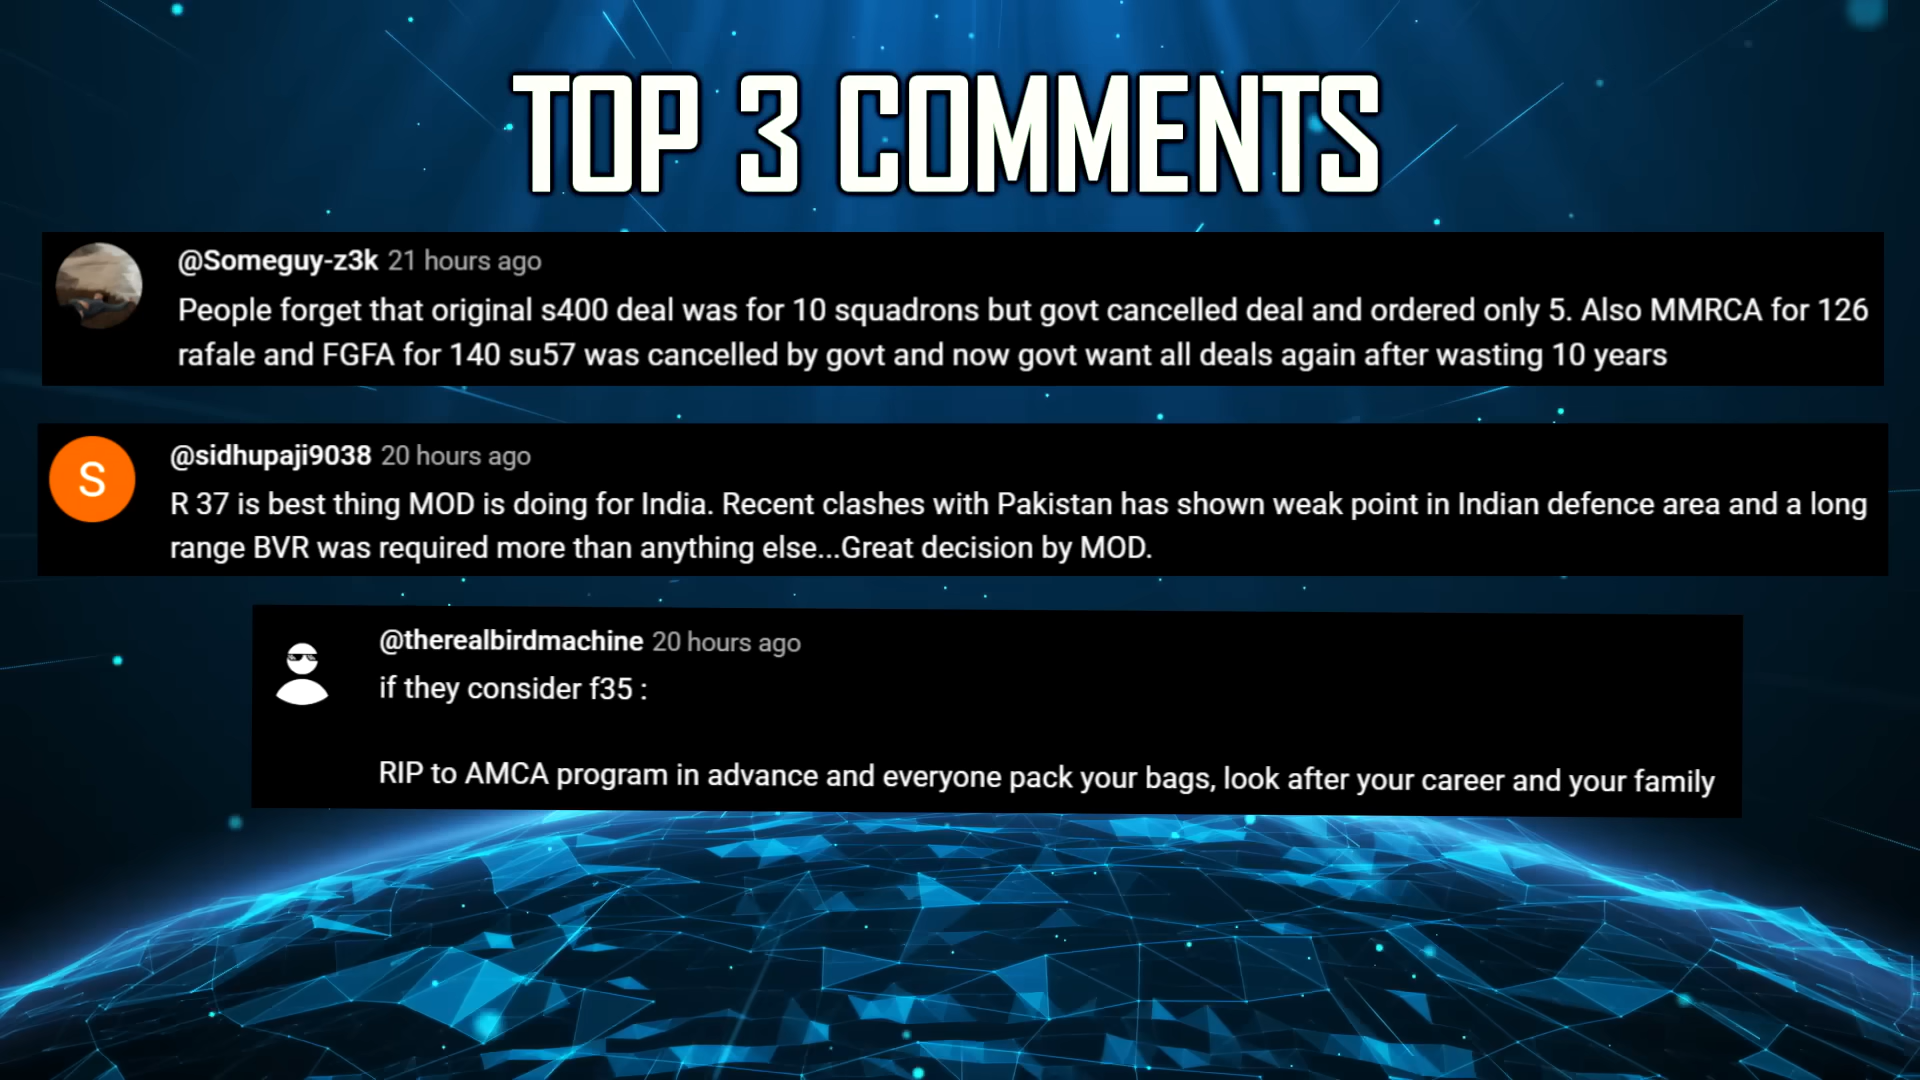 TOP 3 COMMENTS
@Someguy-z3k 21 hours ago
People forget that original s400 deal was for 10 squadrons but govt cancelled deal and ordered only 5. Also MMRCA for 126
rafale and FGFA for 140 su57 was cancelled by govt and now govt want all deals again after wasting 10 years
S
@sidhupaji9038 20 hours ago
R 37 is best thing MOD is doing for India. Recent clashes with Pakistan has shown weak point in Indian defence area and a long
range BVR was required more than anything else...Great decision by MOD.
@therealbirdmachine 20 hours ago
if they consider f35 :
RIP to AMCA program in advance and everyone pack your bags, look after your career and your family